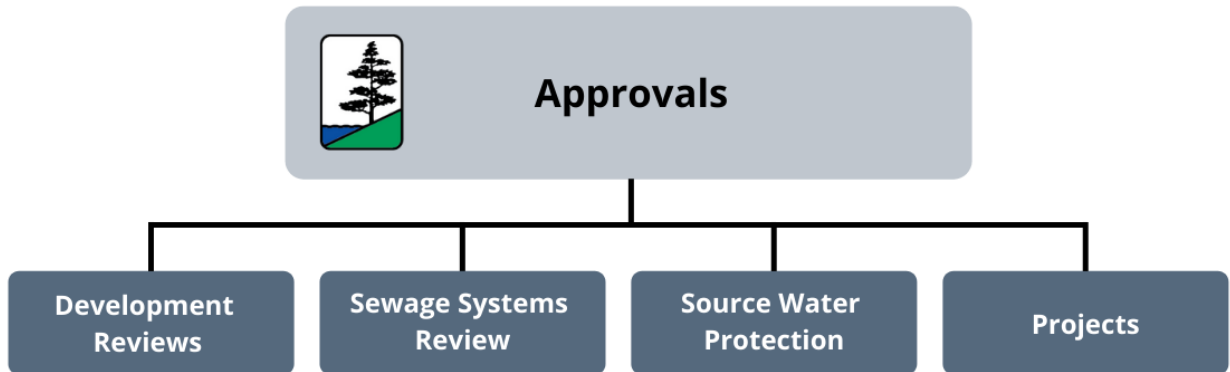 Approvals
Development
Reviews
Sewage Systems
Review
Source Water
Protection
Projects